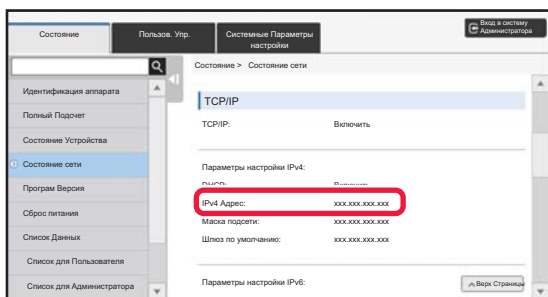 Состояние
Пользов. Упр.
Системные Параметры
настройки
Вход в систему
Администратора
Состояние > Состояние сети
Идентификация аппарата
Полный Подсчет
Состояние Устройства
Состояние сети
Програм Версия
Сброс питания
Список Данных
Список для Пользователя
Список для Администратора
TCP/IP
TCP/IP: Включить
Параметры настройки IPv4:
DHCP: Включить
IPv4 Адрес: xxx.xxx.xxx.xxx
Маска подсети: xxx.xxx.xxx.xxx
Шлюз по умолчанию: xxx.xxx.xxx.xxx
Параметры настройки IPv6:
Верх Страницы